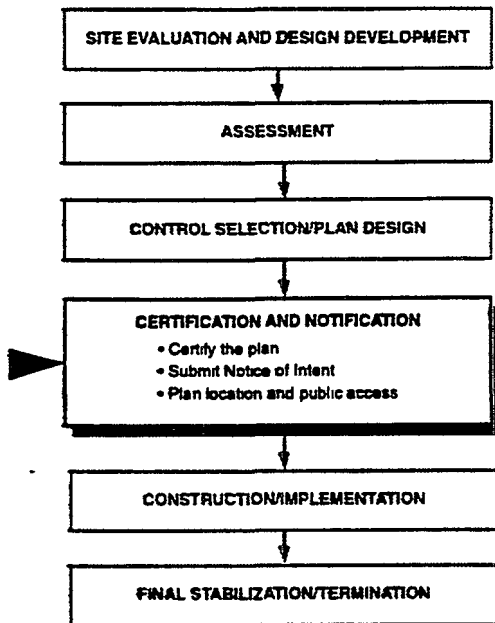 SITE EVALUATION AND DESIGN DEVELOPMENT
ASSESSMENT
CONTROL SELECTION/PLAN DESIGN
CERTIFICATION AND NOTIFICATION
• Certify the plan
• Submit Notice of Intent
• Plan location and public access
CONSTRUCTION/IMPLEMENTATION
FINAL STABILIZATION/TERMINATION